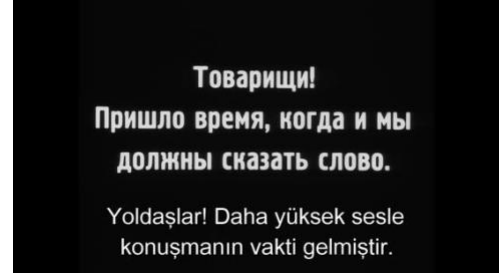 Товарищи!
Пришло время, когда и мы
должны сказать слово.
Yoldaşlar! Daha yüksek sesle
konuşmanın vakti gelmiştir.